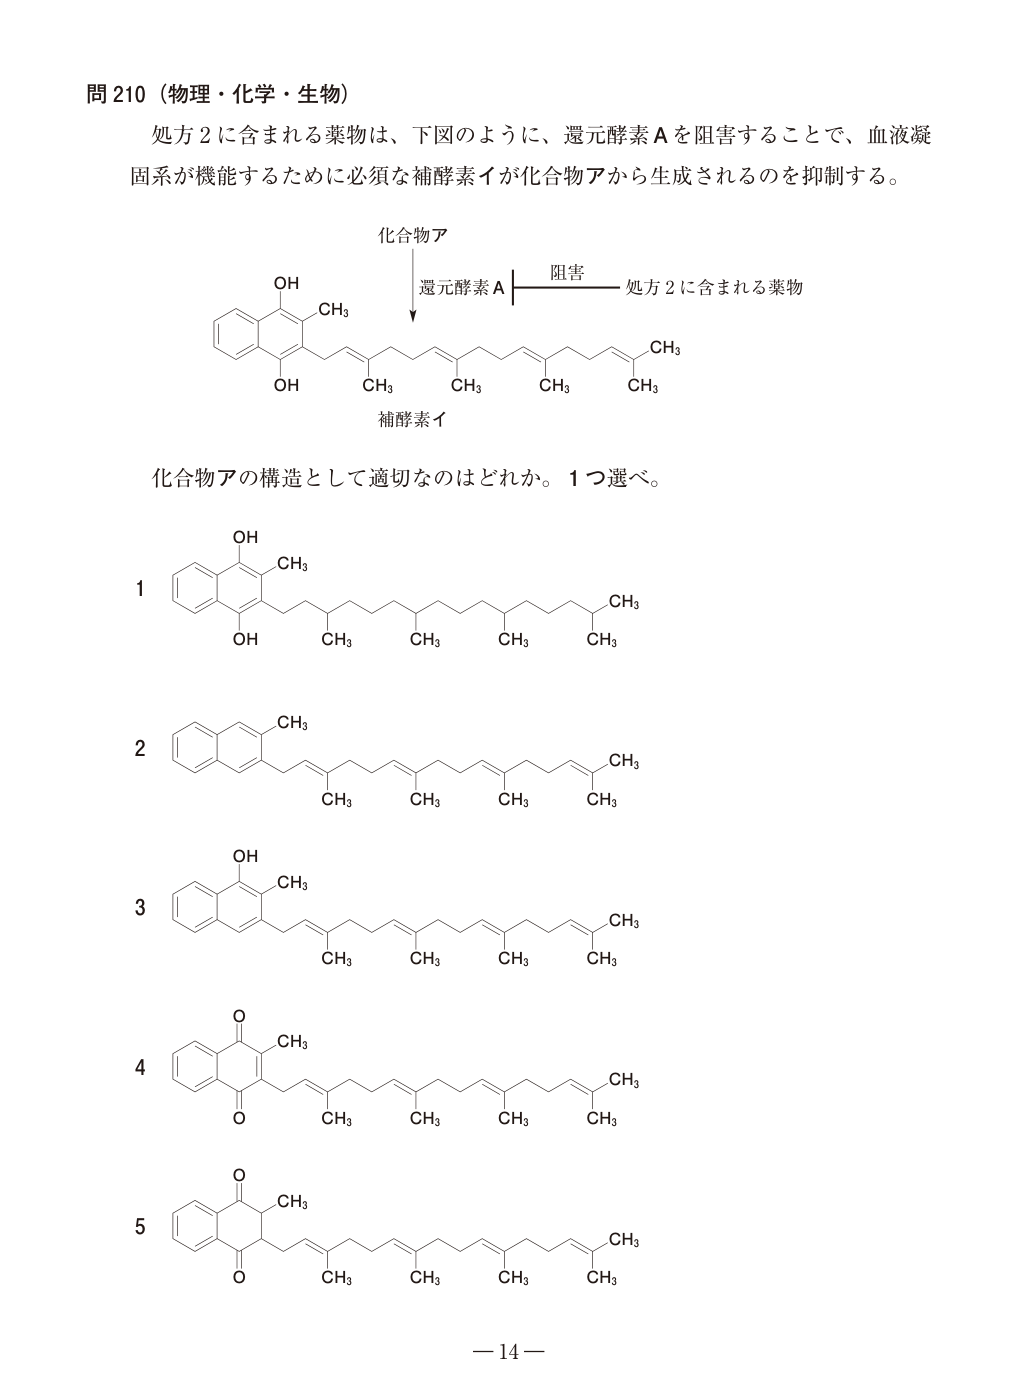 問210（物理・化学・生物）
処方２に含まれる薬物は、下図のように、還元酵素Aを阻害することで、血液凝
固系が機能するために必須な補酵素イが化合物アから生成されるのを抑制する。
化合物ア
阻害
還元酵素A
処方２に含まれる薬物
OH
CH3
CH3
OH
CH3
CH3
CH3
CH3
補酵素イ
化合物アの構造として適切なのはどれか。1つ選べ。
OH
CH3
1
CH3
OH
CH3
CH3
CH3
CH3
CH3
2
CH3
CH3
CH3
CH3
CH3
OH
CH3
3
CH3
CH3
CH3
CH3
CH3
O
CH3
4
CH3
O
CH3
CH3
CH3
CH3
O
CH3
5
CH3
O
CH3
CH3
CH3
CH3
― 14 ―